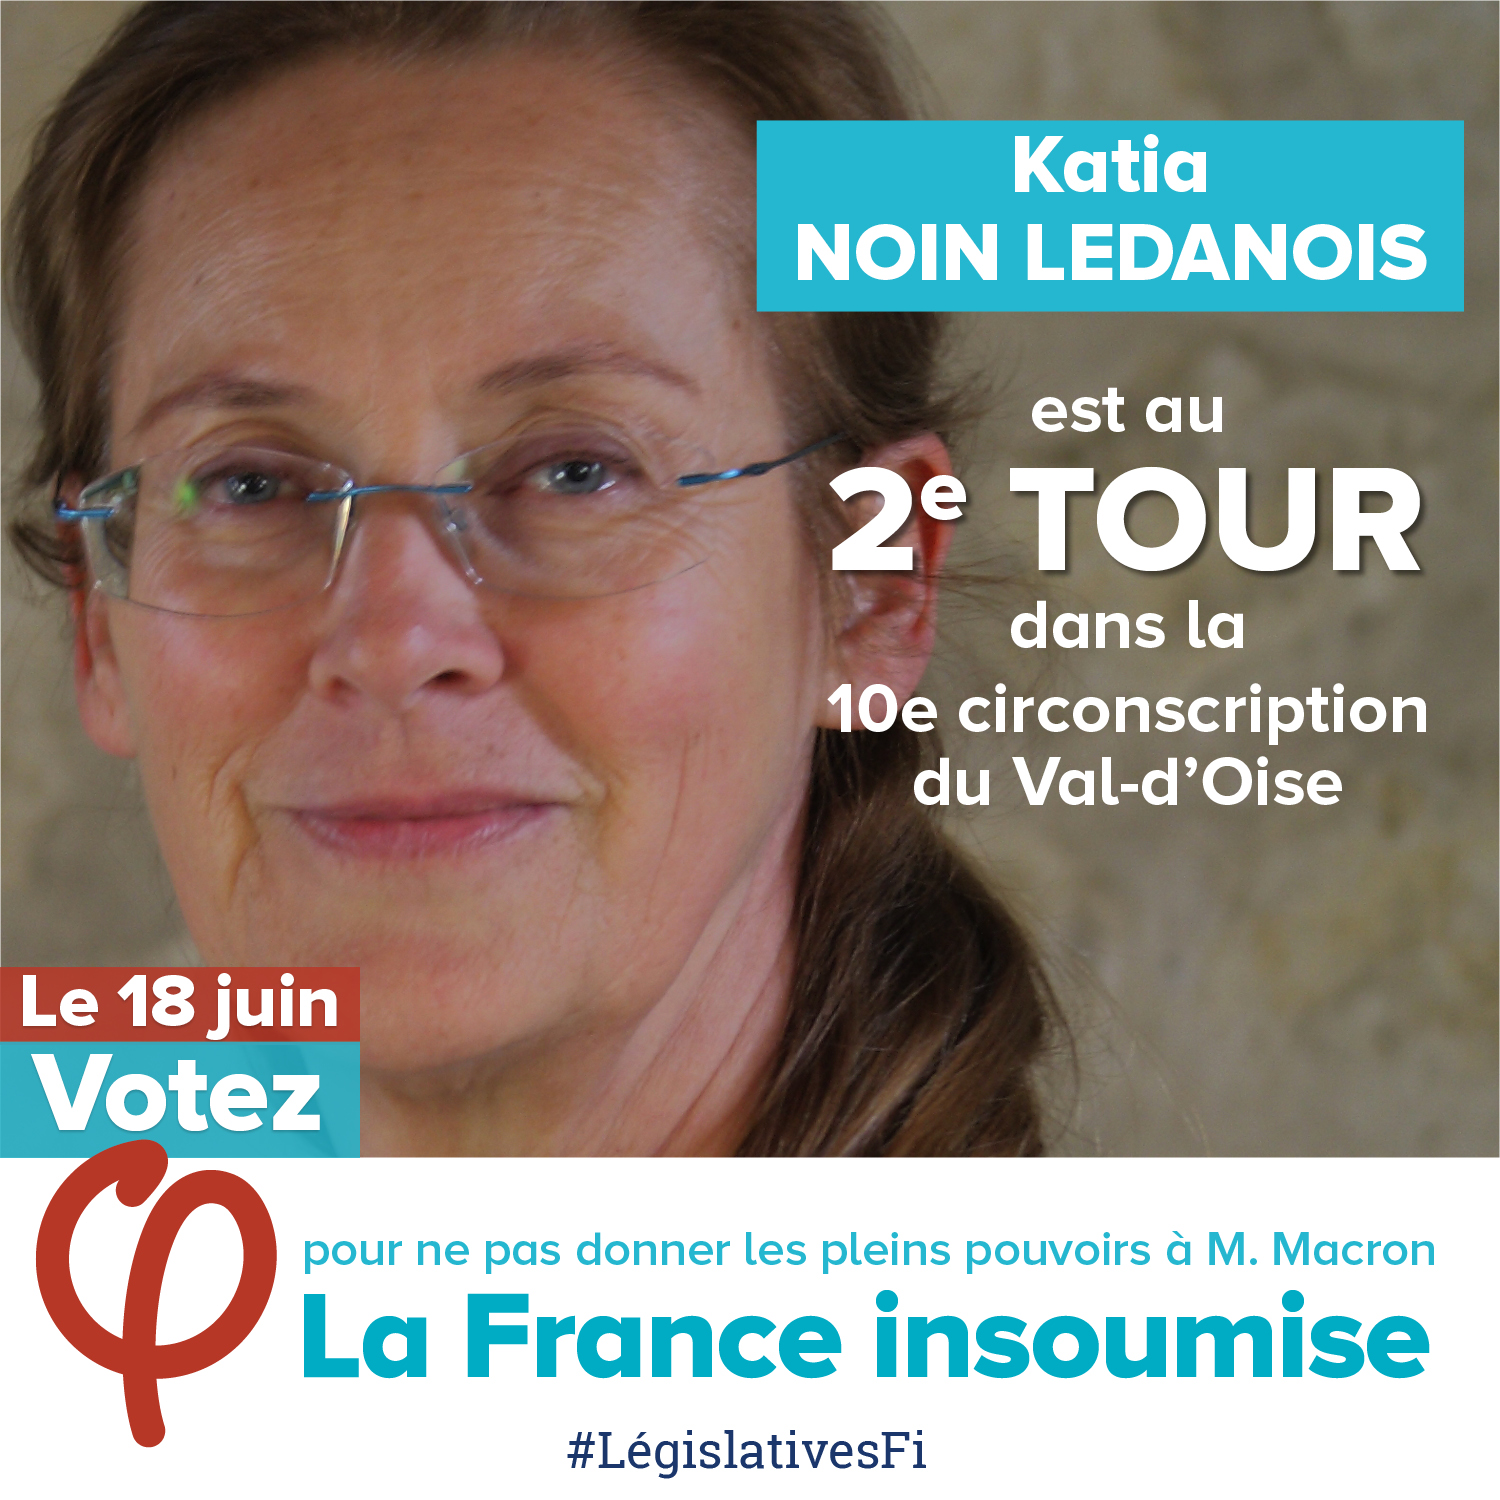 Katia
NOIN LEDANOIS
est au
2e TOUR
dans la
10e circonscription
du Val-d’Oise
Le 18 juin
Votez
φ
pour ne pas donner les pleins pouvoirs à M. Macron
La France insoumise
#LégislativesFi